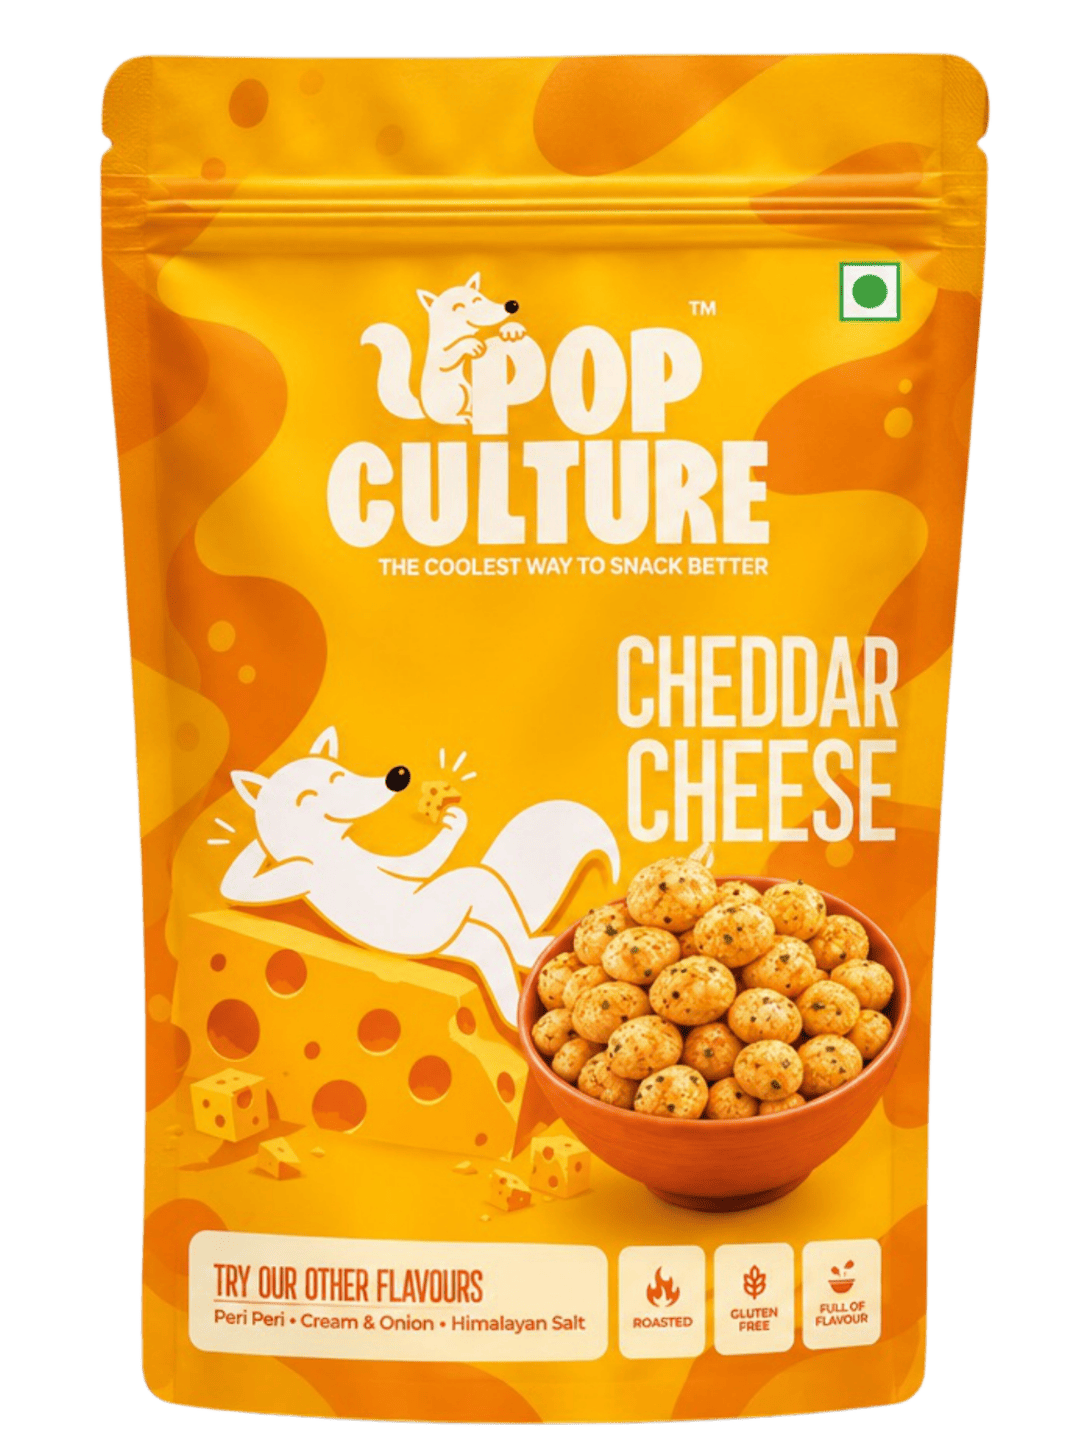 TM
POP
CULTURE
THE COOLEST WAY TO SNACK BETTER
CHEDDAR
CHEESE
TRY OUR OTHER FLAVOURS
Peri Peri • Cream & Onion • Himalayan Salt
ROASTED
GLUTEN
FREE
FULL OF
FLAVOUR